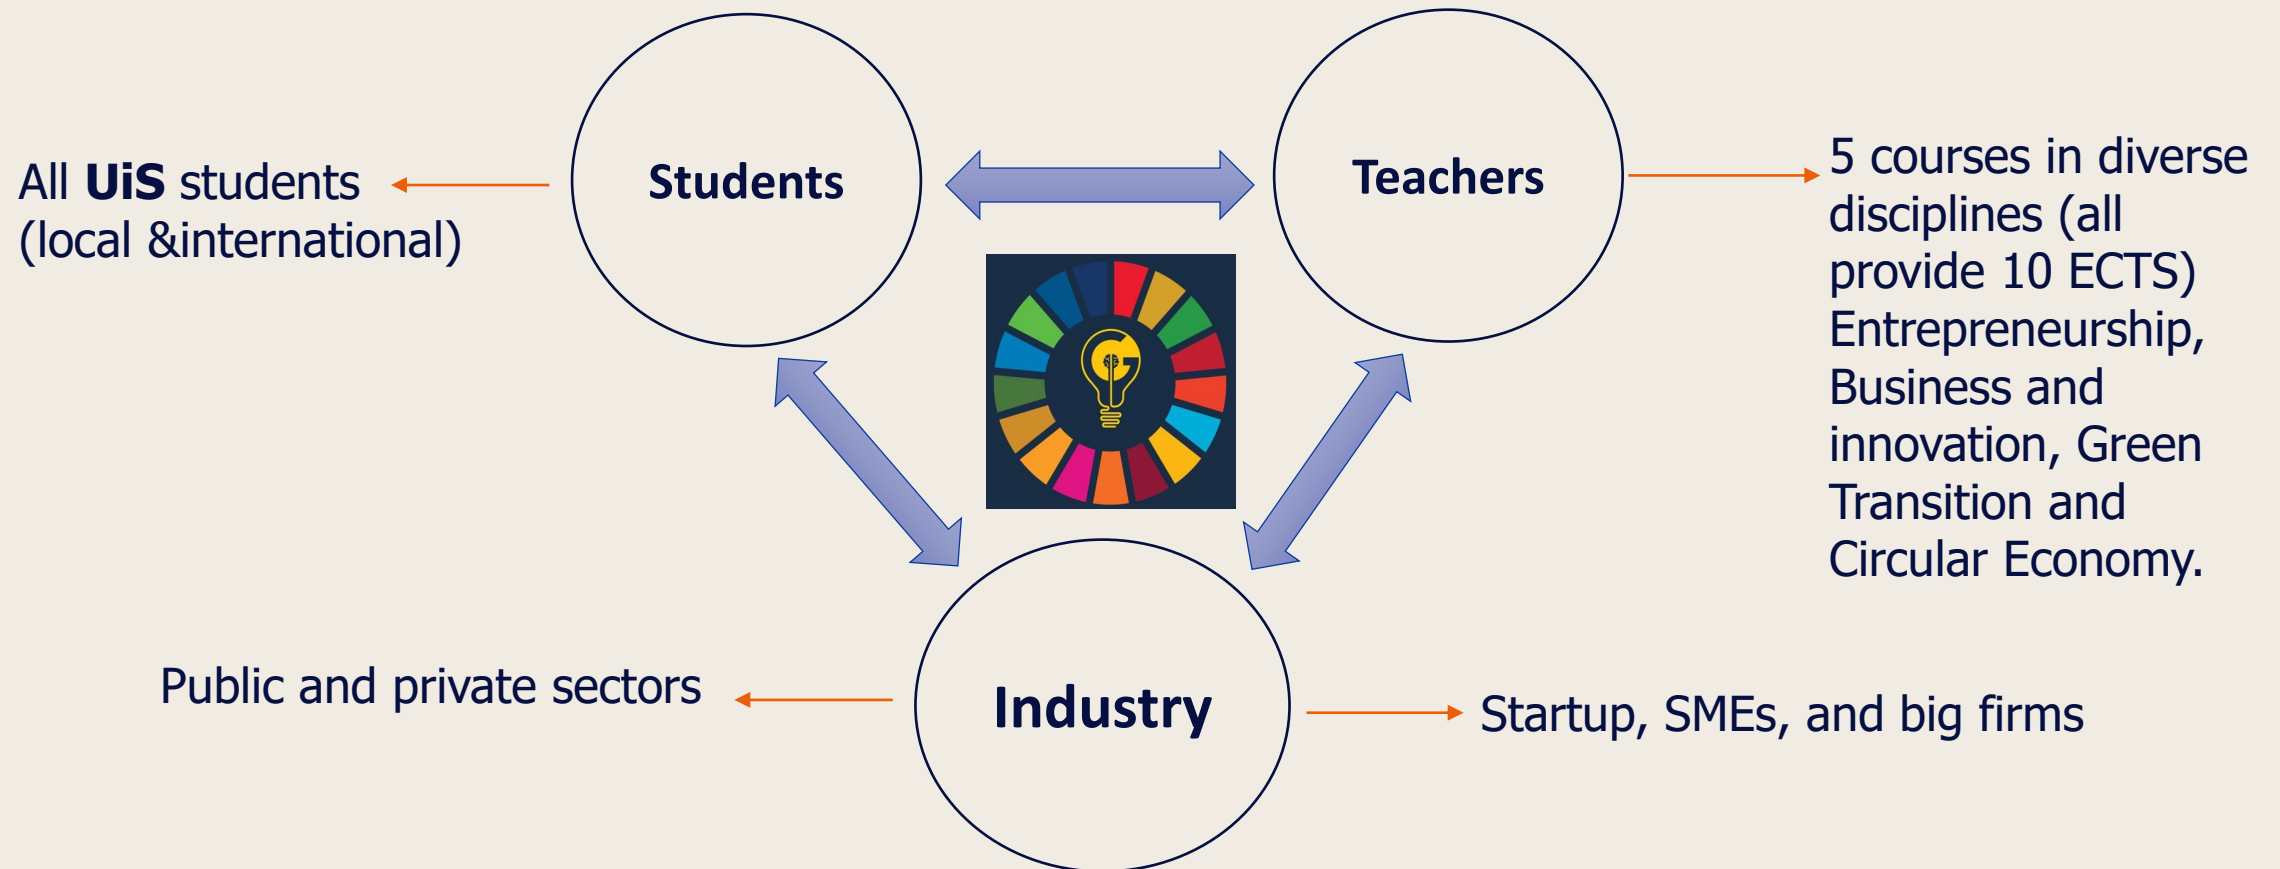 Students
Teachers
All UiS students
(local &international)
5 courses in diverse
disciplines (all
provide 10 ECTS)
Entrepreneurship,
Business and
innovation, Green
Transition and
Circular Economy.
G
Public and private sectors
Industry
Startup, SMEs, and big firms